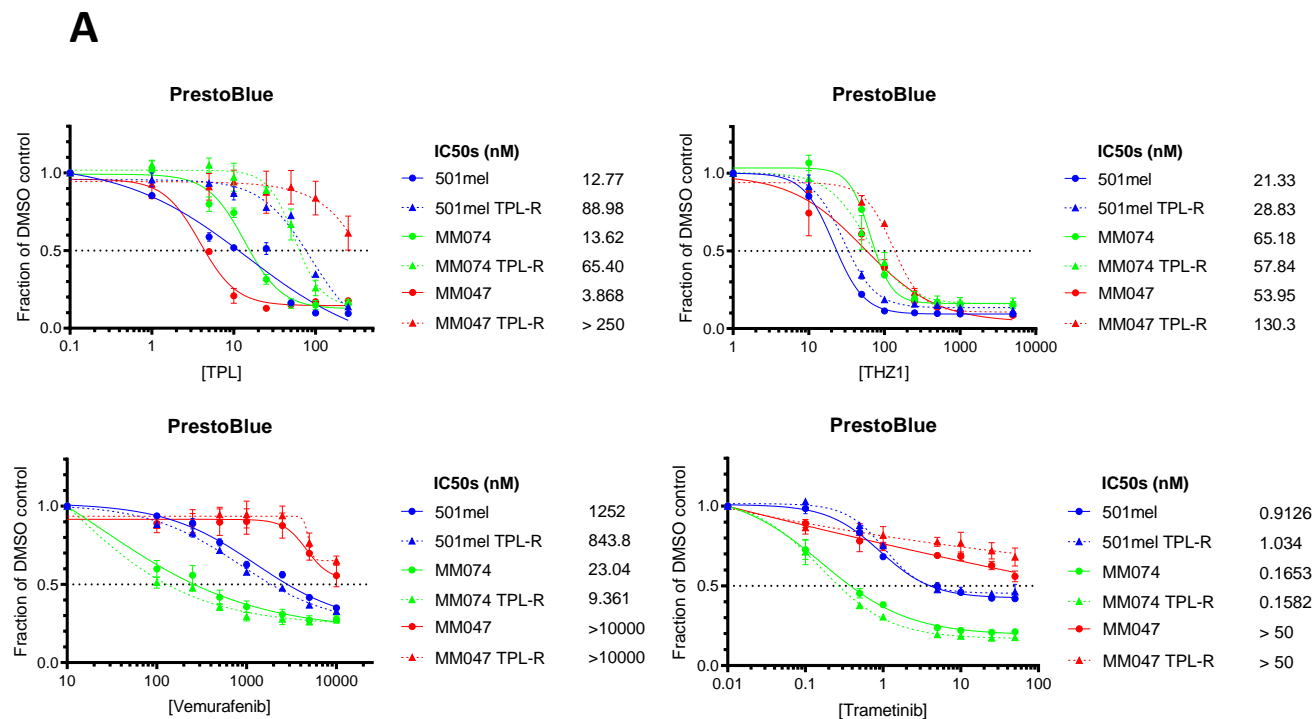 A
PrestoBlue
Fraction of DMSO control
1.0
0.5
0.0
0.1
1
10
100
[TPL]
IC50s (nM)
501mel 12.77
501mel TPL-R 88.98
MM074 13.62
MM074 TPL-R 65.40
MM047 3.868
MM047 TPL-R > 250
PrestoBlue
Fraction of DMSO control
1.0
0.5
0.0
1
10
100
1000
10000
[THZ1]
IC50s (nM)
501mel 21.33
501mel TPL-R 28.83
MM074 65.18
MM074 TPL-R 57.84
MM047 53.95
MM047 TPL-R 130.3
PrestoBlue
Fraction of DMSO control
1.0
0.5
0.0
10
100
1000
10000
[Vemurafenib]
IC50s (nM)
501mel 1252
501mel TPL-R 843.8
MM074 23.04
MM074 TPL-R 9.361
MM047 >10000
MM047 TPL-R >10000
PrestoBlue
Fraction of DMSO control
1.0
0.5
0.0
0.01
0.1
1
10
100
[Trametinib]
IC50s (nM)
501mel 0.9126
501mel TPL-R 1.034
MM074 0.1653
MM074 TPL-R 0.1582
MM047 > 50
MM047 TPL-R > 50